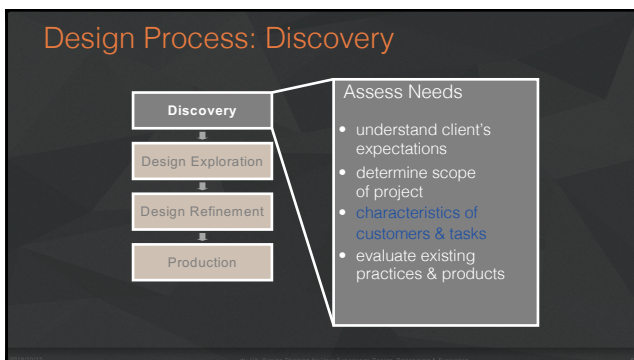 Design Process: Discovery
Discovery
Design Exploration
Design Refinement
Production
Assess Needs
• understand client's
expectations
• determine scope
of project
• characteristics of
customers & tasks
• evaluate existing
practices & products